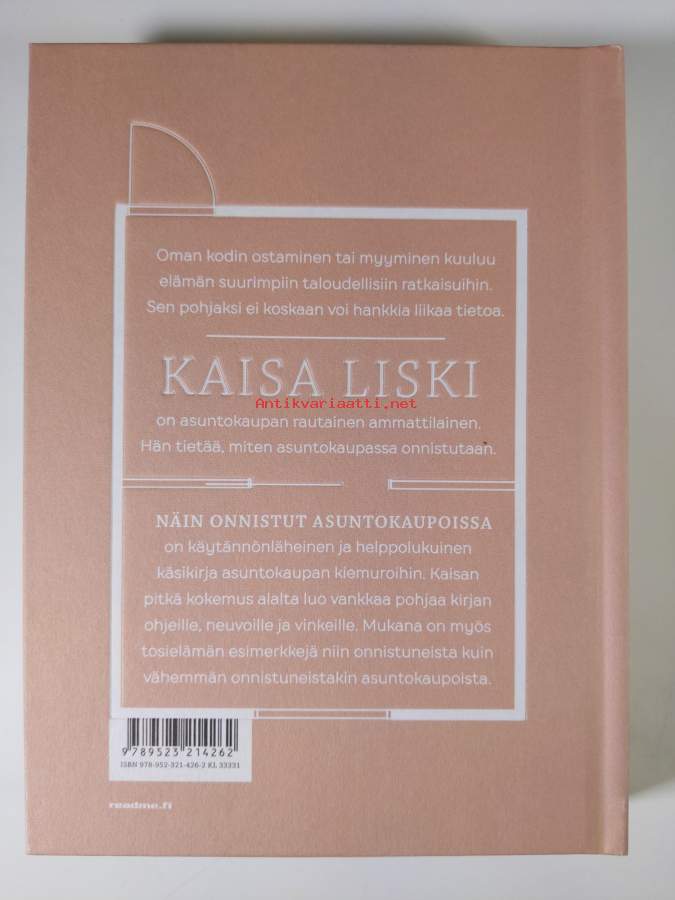 Oman kodin ostaminen tai myyminen kuuluu
elämän suurimpiin taloudellisiin ratkaisuihin.
Sen pohjaksi ei koskaan voi hankkia liikaa tietoa.
KAISA LISKI
Antikvariaatti.net
on asuntokaupan rautainen ammattilainen.
Hän tietää, miten asuntokaupassa onnistutaan.
NÄIN ONNISTUT ASUNTOKAUPOISSA
on käytännönläheinen ja helppolukuinen
käsikirja asuntokaupan kiemuroihin. Kaisan
pitkä kokemus alalta luo vankkaa pohjaa kirjan
ohjeille, neuvoille ja vinkeille. Mukana on myös
tosielämän esimerkkejä niin onnistuneista kuin
vähemmän onnistuneistakin asuntokaupoista.
9 789523 214262
ISBN 978-952-321-426-2 KL 33331
readme.fi